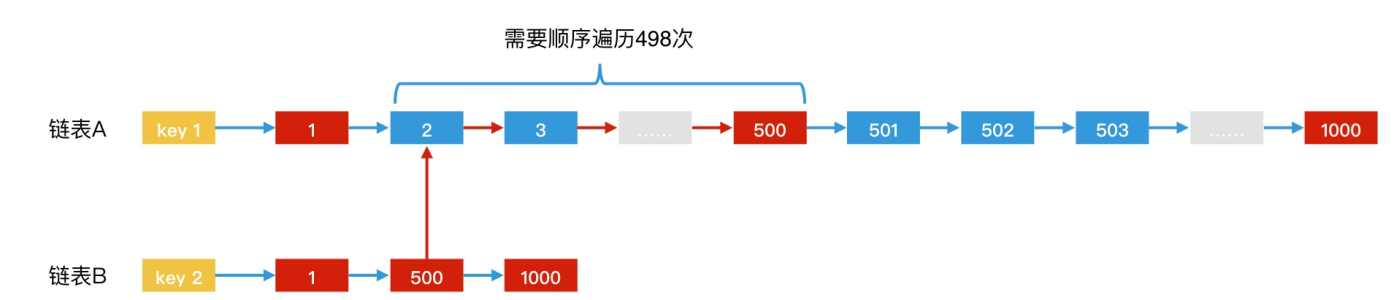 需要顺序遍历498次
链表A key 1 1 2 3 ...... 500 501 502 503 ...... 1000
链表B key 2 1 500 1000